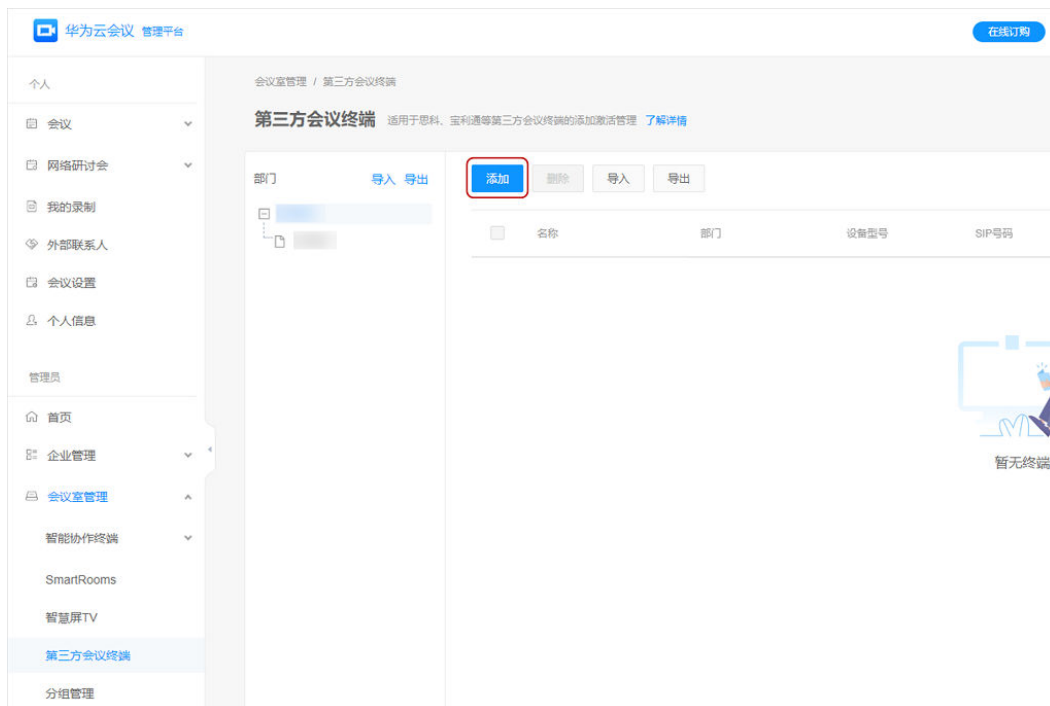 华为云会议 管理平台
在线订购
个人
会议
网络研讨会
我的录制
外部联系人
会议设置
个人信息
管理员
首页
企业管理
会议室管理
智能协作终端
SmartRooms
智慧屏TV
第三方会议终端
分组管理
会议室管理 / 第三方会议终端
第三方会议终端 适用于思科、宝利通等第三方会议终端的添加激活管理 了解详情
部门 导入 导出
添加 删除 导入 导出
名称 部门 设备型号 SIP号码
暂无终端